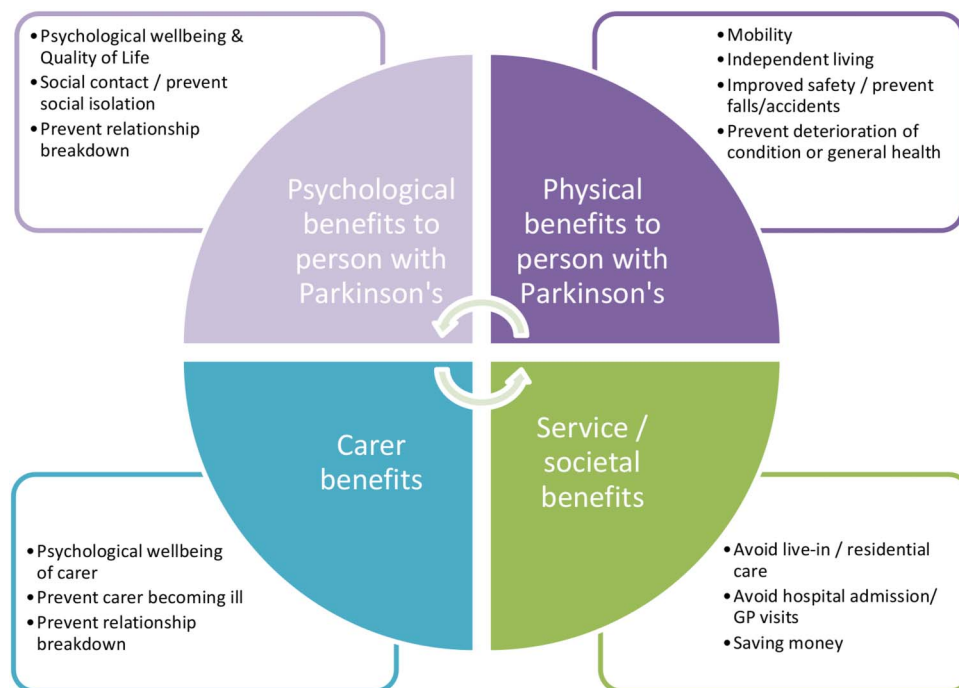 •Psychological wellbeing &
Quality of Life
•Social contact / prevent
social isolation
•Prevent relationship
breakdown
•Mobility
•Independent living
•Improved safety / prevent
falls/accidents
•Prevent deterioration of
condition or general health
Psychological
benefits to
person with
Parkinson's
Physical
benefits to
person with
Parkinson's
Carer
benefits
Service /
societal
benefits
•Psychological wellbeing
of carer
•Prevent carer becoming ill
•Prevent relationship
breakdown
•Avoid live-in / residential
care
•Avoid hospital admission/
GP visits
•Saving money